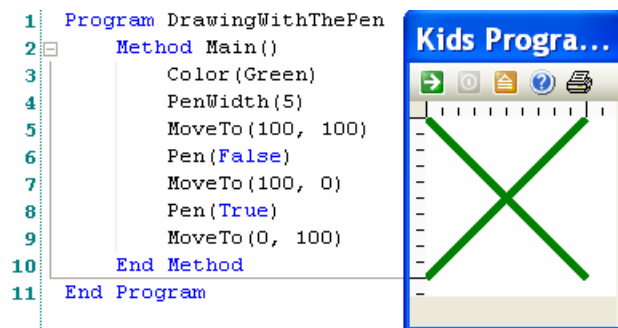 1 Program DrawingWithThePen
2 Method Main()
3 Color(Green)
4 PenWidth(5)
5 MoveTo(100, 100)
6 Pen(False)
7 MoveTo(100, 0)
8 Pen(True)
9 MoveTo(0, 100)
10 End Method
11 End Program
Kids Progra...